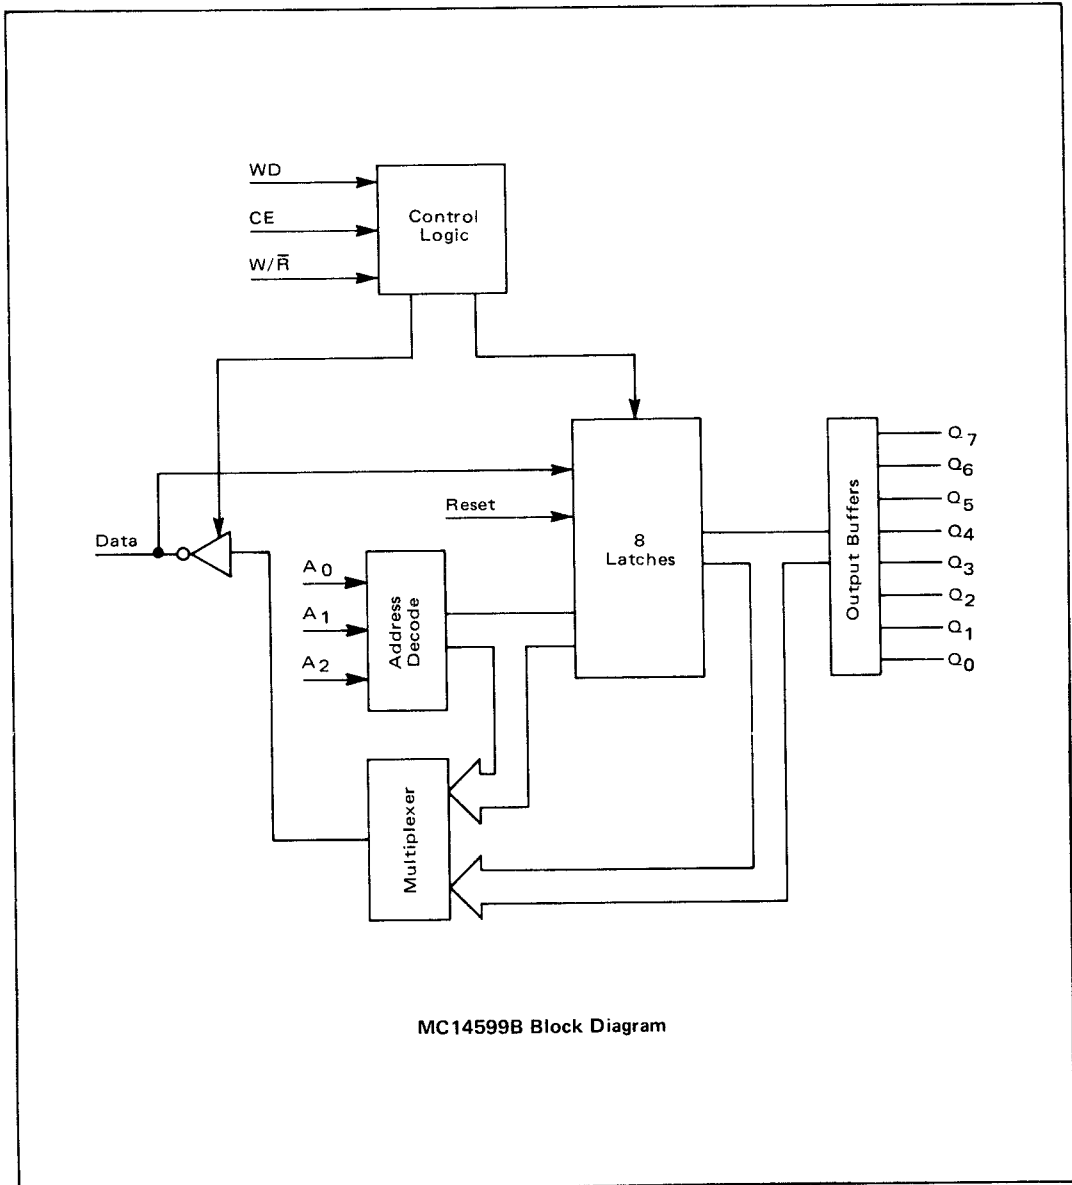 WD
CE
W/R̅
Control
Logic
Data
Reset
8
Latches
A0
A1
A2
Address
Decode
Multiplexer
Output Buffers
Q7
Q6
Q5
Q4
Q3
Q2
Q1
Q0
MC14599B Block Diagram